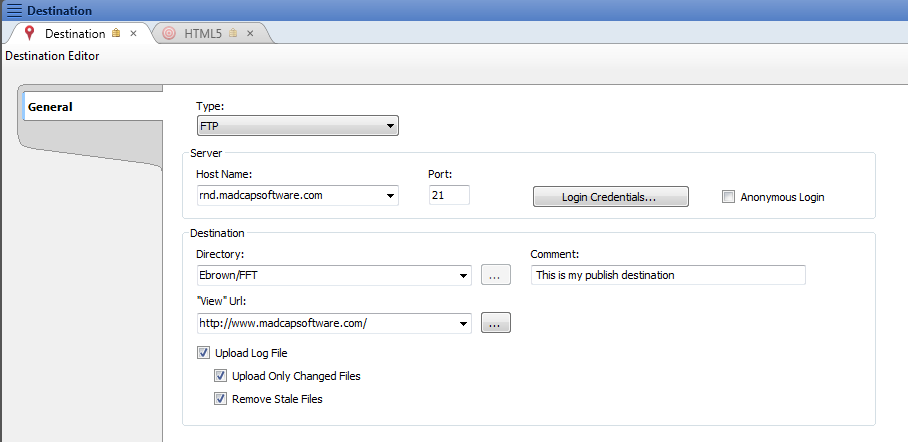 Destination
Destination HTML5
Destination Editor
General
Type:
FTP
Server
Host Name: Port:
rnd.madcapsoftware.com 21 Login Credentials... Anonymous Login
Destination
Directory: Comment:
Ebrown/FFT ... This is my publish destination
"View" Url:
http://www.madcapsoftware.com/ ...
Upload Log File
Upload Only Changed Files
Remove Stale Files